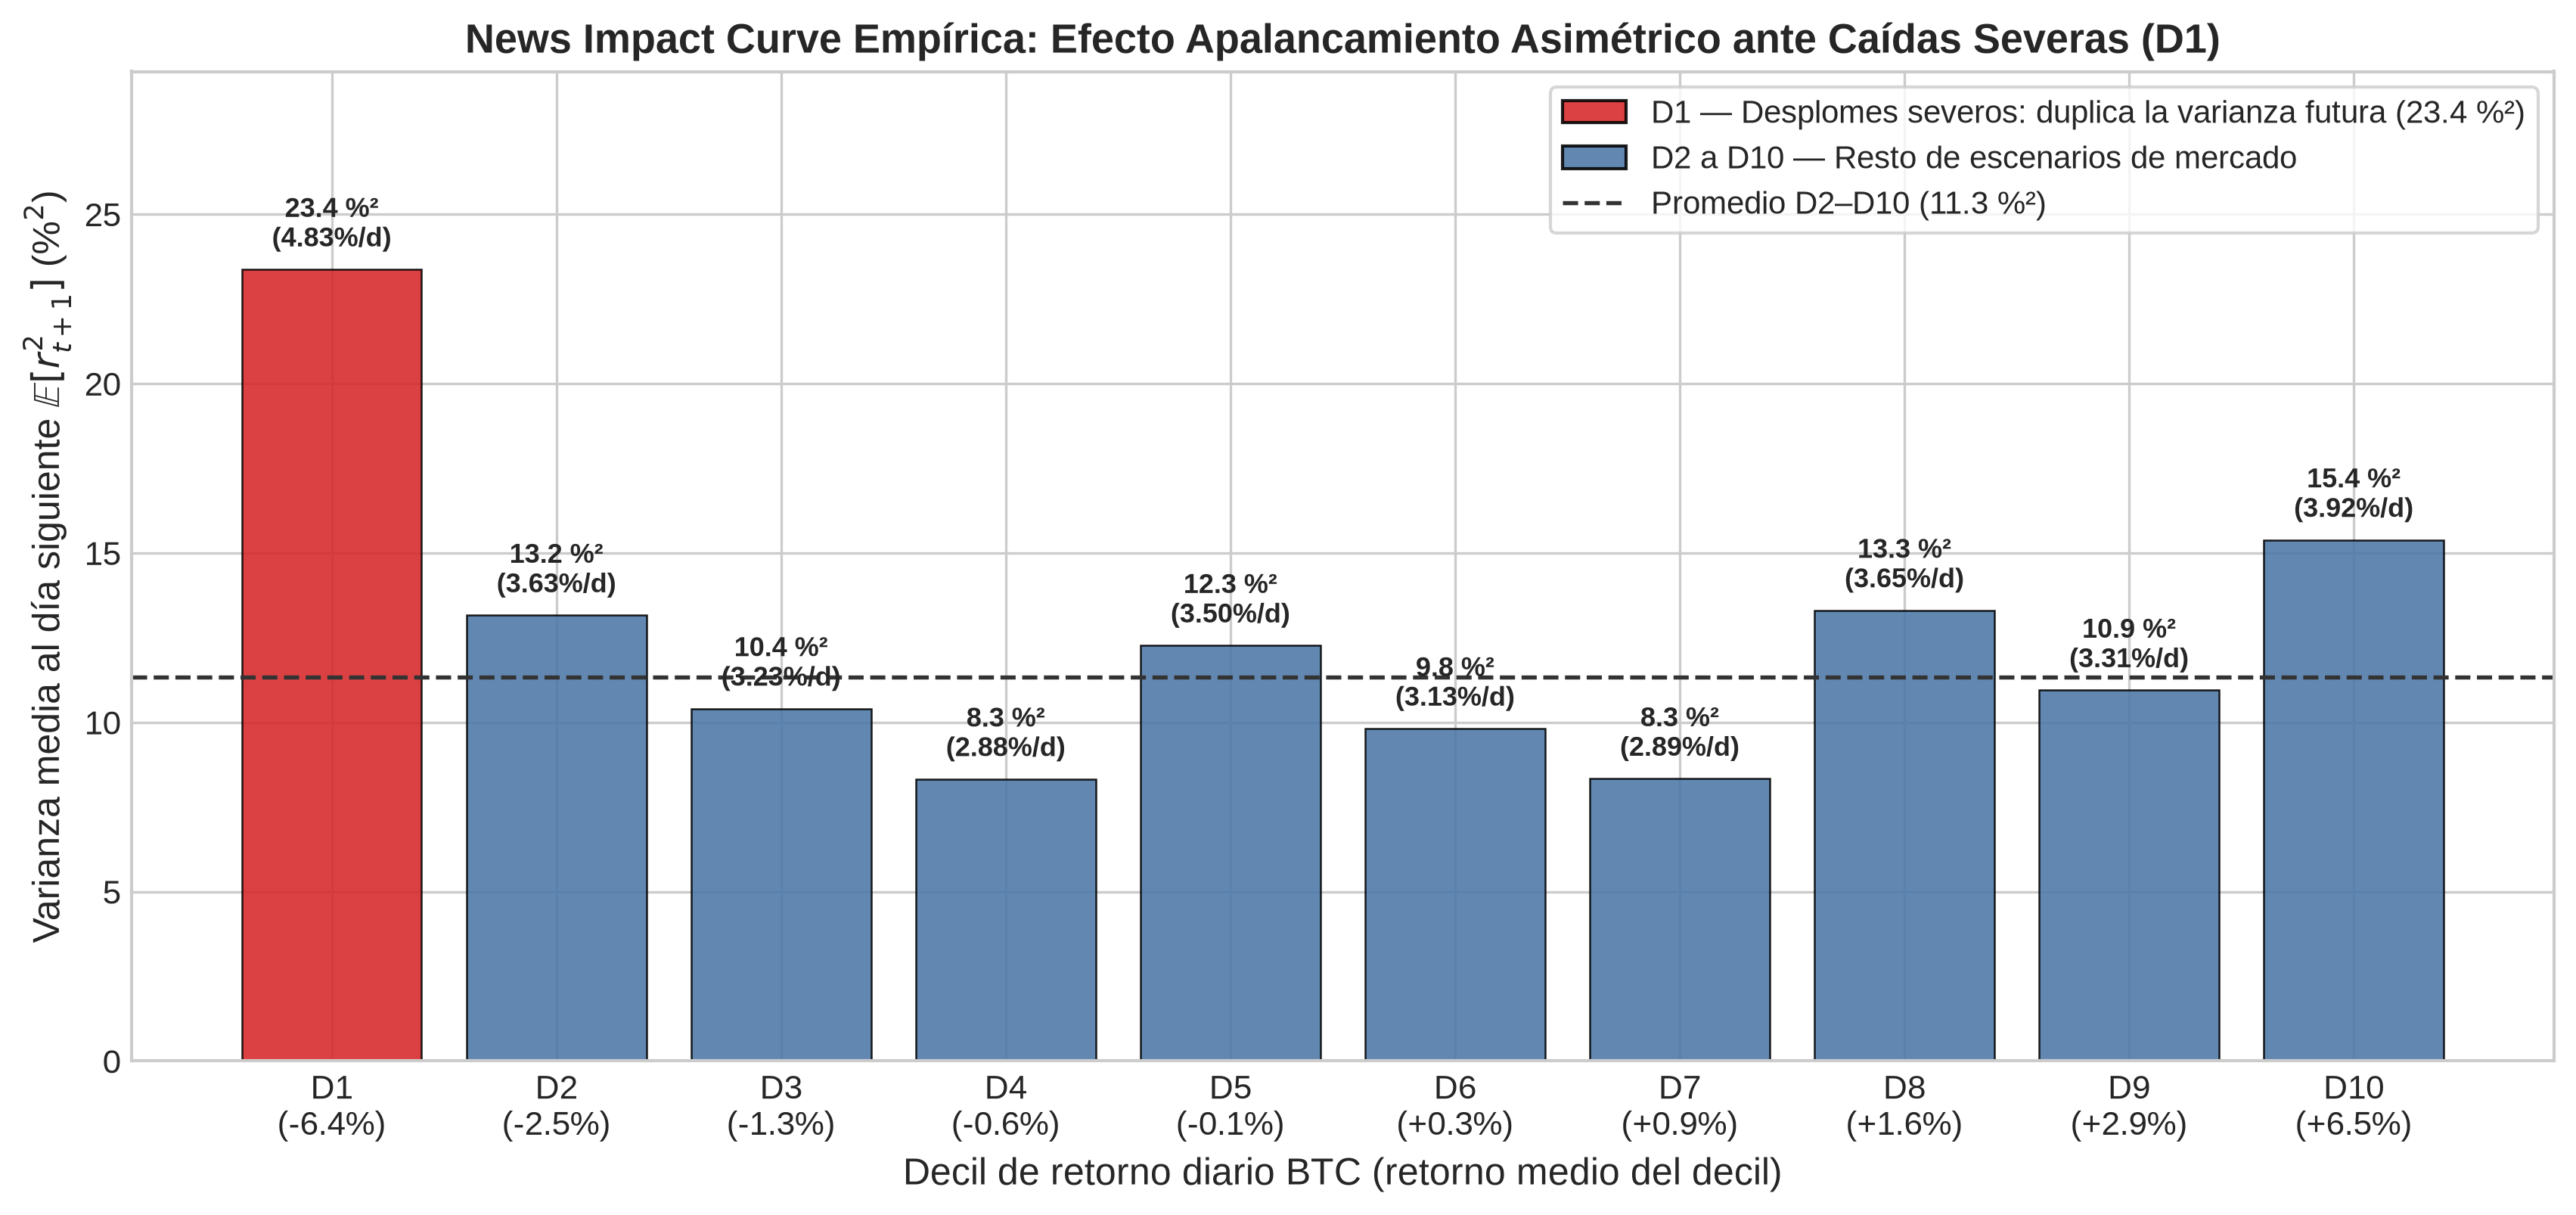 News Impact Curve Empírica: Efecto Apalancamiento Asimétrico ante Caídas Severas (D1)
D1 — Desplomes severos: duplica la varianza futura (23.4 %²)
D2 a D10 — Resto de escenarios de mercado
Promedio D2–D10 (11.3 %²)
Varianza media al día siguiente 𝔼[r²ₜ₊₁] (%²)
25
20
15
10
5
0
23.4 %²
(4.83%/d)
13.2 %²
(3.63%/d)
10.4 %²
(3.23%/d)
8.3 %²
(2.88%/d)
12.3 %²
(3.50%/d)
9.8 %²
(3.13%/d)
8.3 %²
(2.89%/d)
13.3 %²
(3.65%/d)
10.9 %²
(3.31%/d)
15.4 %²
(3.92%/d)
D1
(-6.4%)
D2
(-2.5%)
D3
(-1.3%)
D4
(-0.6%)
D5
(-0.1%)
D6
(+0.3%)
D7
(+0.9%)
D8
(+1.6%)
D9
(+2.9%)
D10
(+6.5%)
Decil de retorno diario BTC (retorno medio del decil)